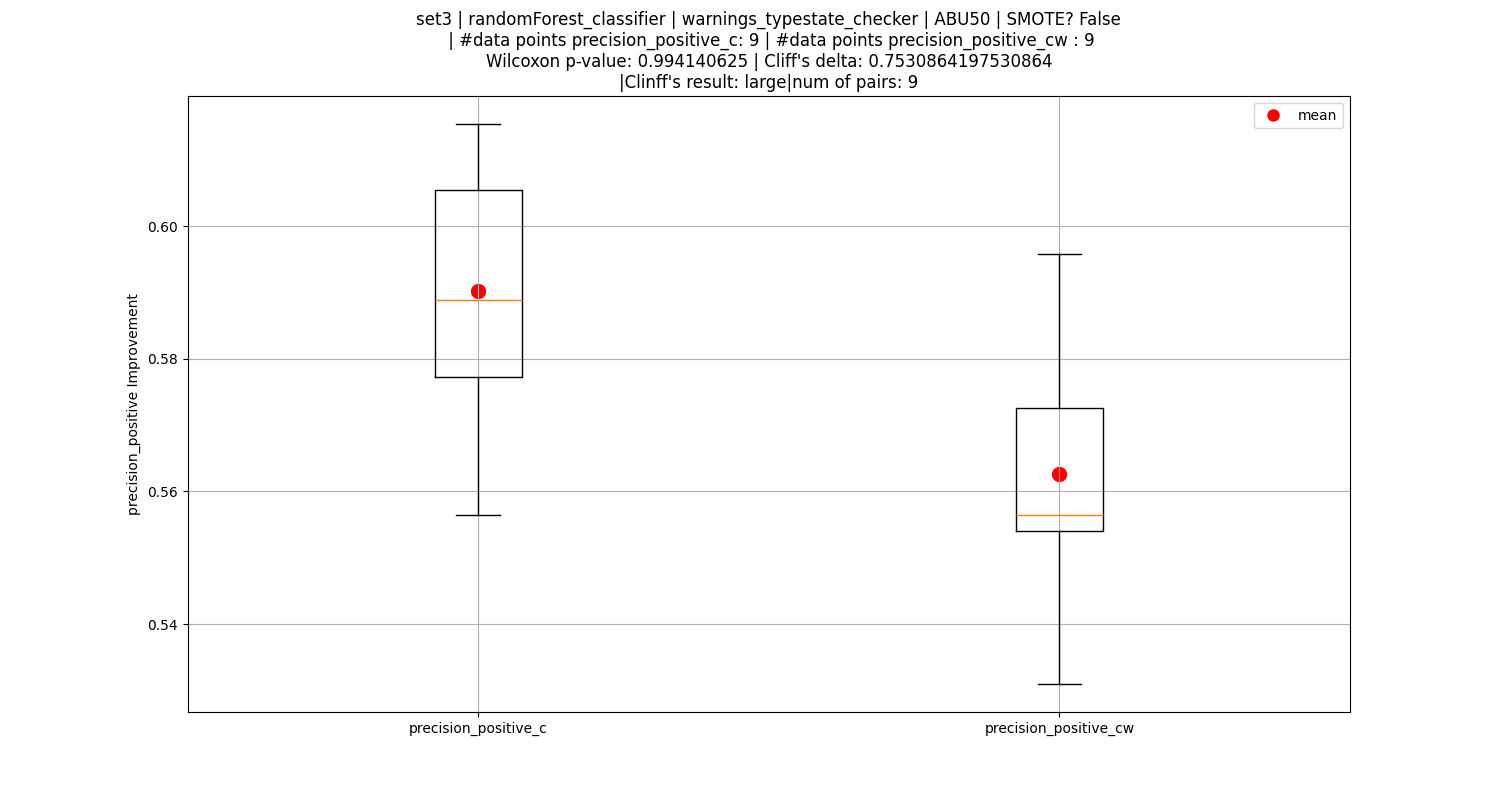 set3 | randomForest_classifier | warnings_typestate_checker | ABU50 | SMOTE? False
| #data points precision_positive_c: 9 | #data points precision_positive_cw : 9
Wilcoxon p-value: 0.994140625 | Cliff's delta: 0.7530864197530864
|Clinff's result: large|num of pairs: 9
mean
precision_positive Improvement
0.60
0.58
0.56
0.54
precision_positive_c
precision_positive_cw